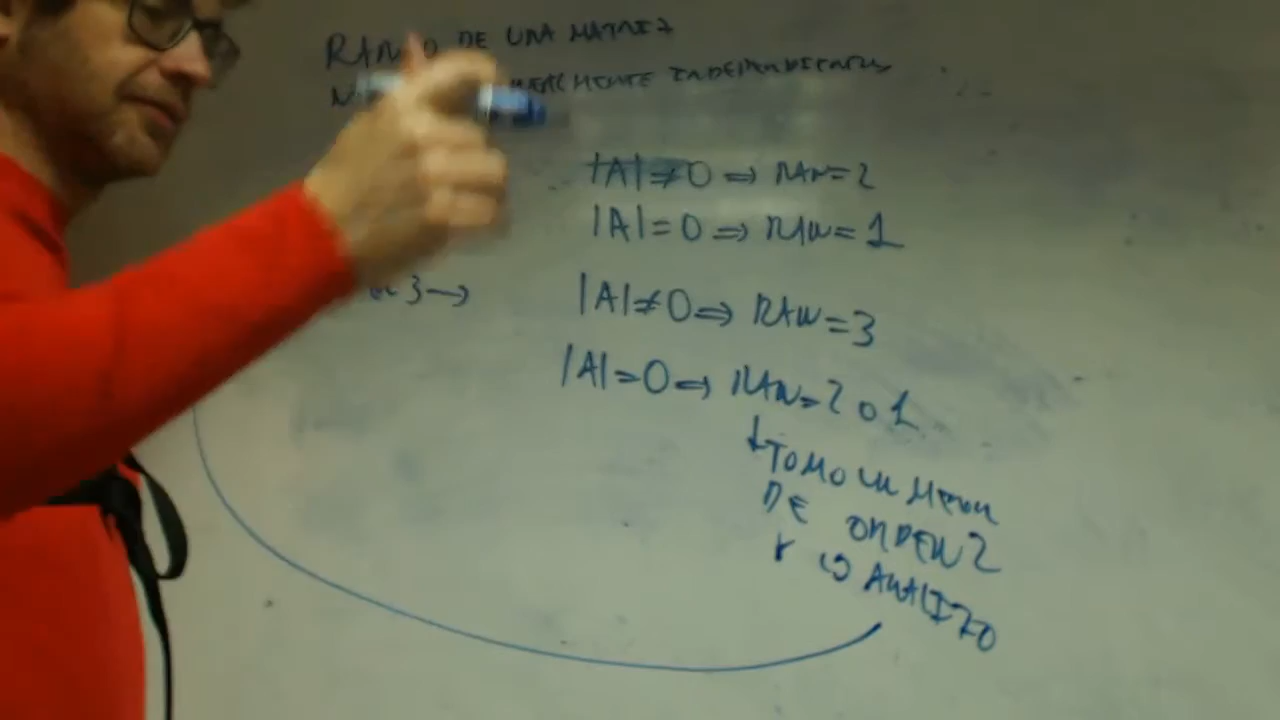 RANGO DE UNA MATRIZ
INDEPENDIENTES
|A|≠0 ⇒ RAN=2
|A|=0 ⇒ RAN=1
3→ |A|≠0 ⇒ RAN=3
|A|=0 ⇒ RAN=2 o 1
↳TOMO UN MENOR
DE ORDEN 2
Y LO ANALIZO